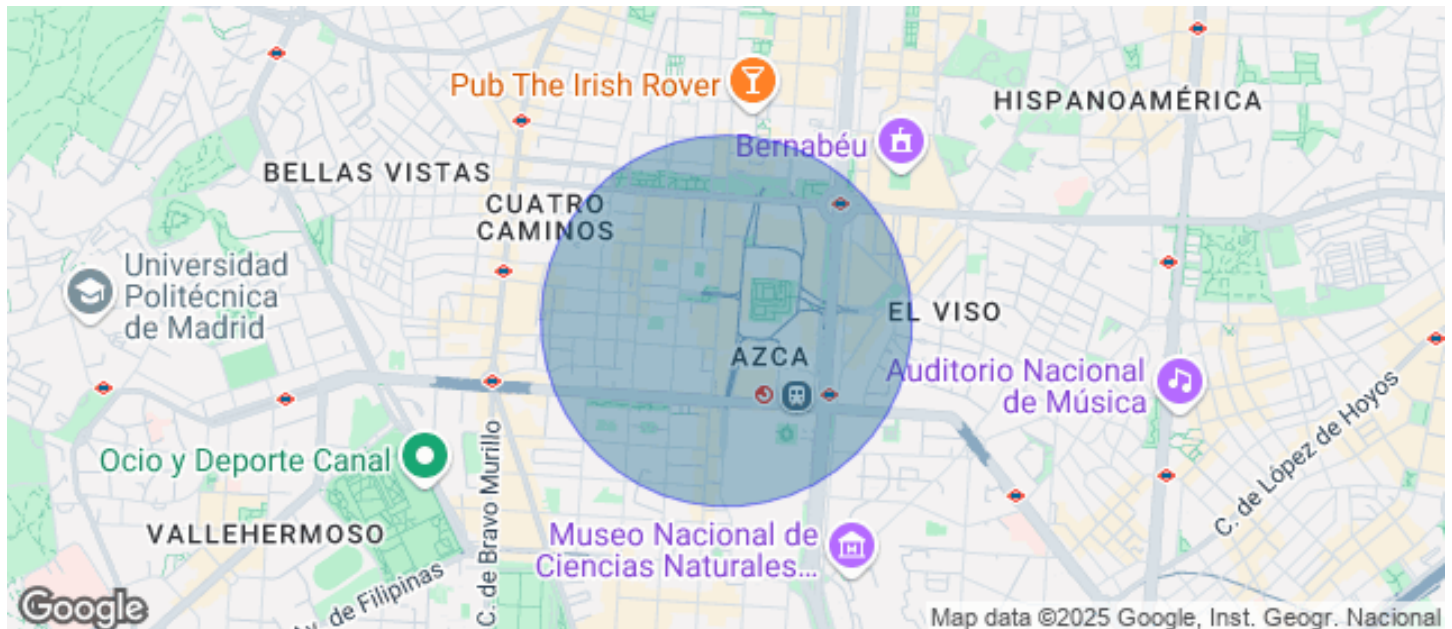 Pub The Irish Rover
HISPANOAMÉRICA
Bernabéu
BELLAS VISTAS
CUATRO
CAMINOS
Universidad
Politécnica
de Madrid
EL VISO
AZCA
Auditorio Nacional
de Música
Ocio y Deporte Canal
C. de Bravo Murillo
C. de López de Hoyos
VALLEHERMOSO
Museo Nacional de
Ciencias Naturales...
Av. de Filipinas
Google
Map data ©2025 Google, Inst. Geogr. Nacional